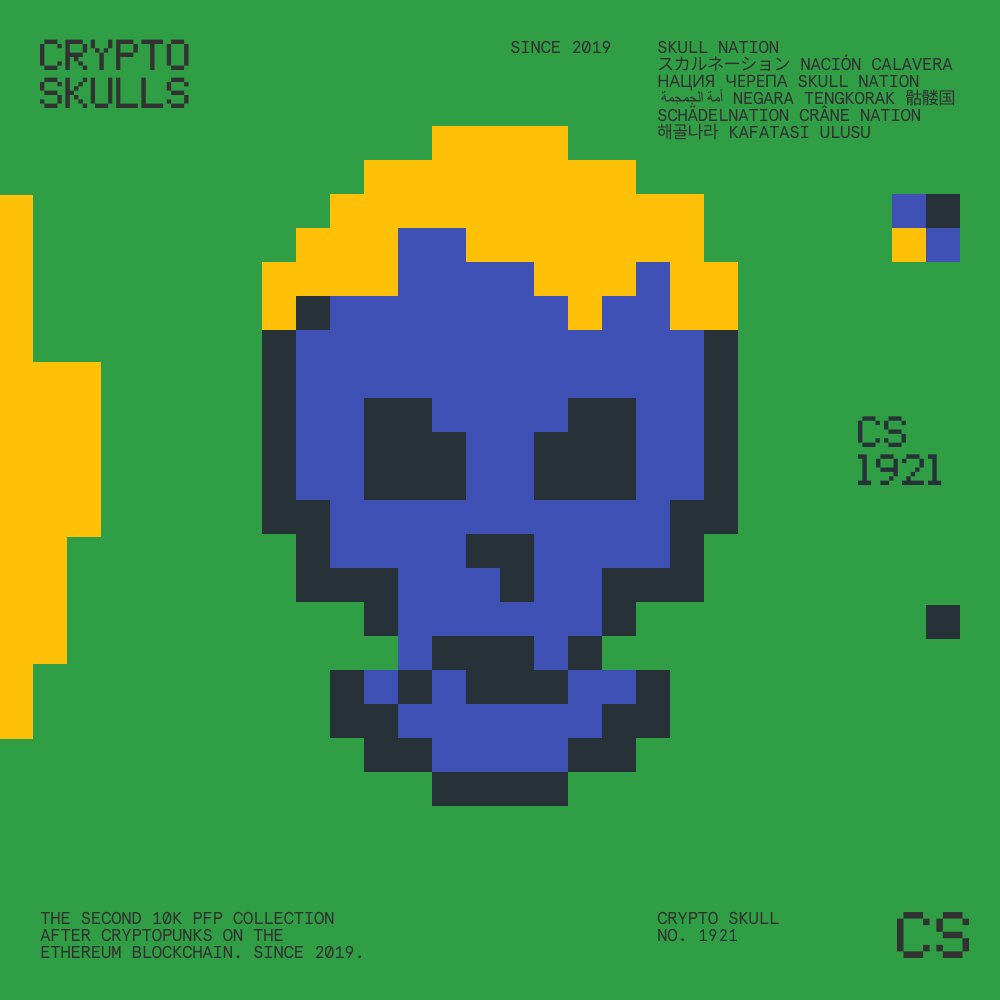 CRYPTO
SKULLS
SINCE 2019
SKULL NATION
スカルネーション NACIÓN CALAVERA
НАЦИЯ ЧЕРЕПА SKULL NATION
أمة الجمجمة NEGARA TENGKORAK 骷髅国
SCHÄDELNATION CRÂNE NATION
해골나라 KAFATASI ULUSU
CS
1921
THE SECOND 10K PFP COLLECTION
AFTER CRYPTOPUNKS ON THE
ETHEREUM BLOCKCHAIN. SINCE 2019.
CRYPTO SKULL
NO. 1921
CS